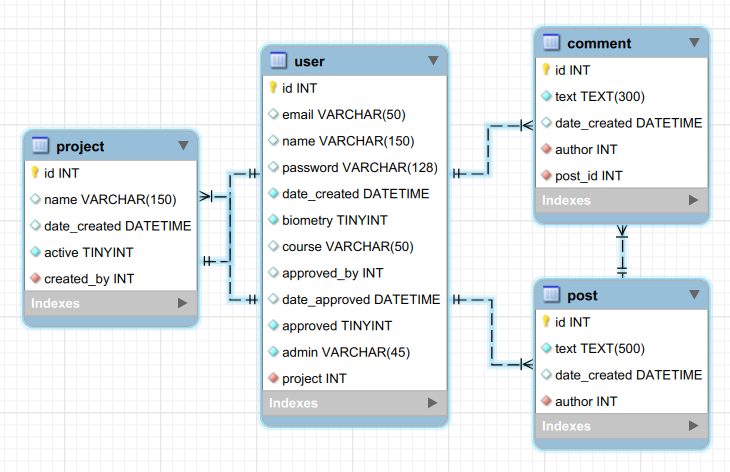 project
id INT
name VARCHAR(150)
date_created DATETIME
active TINYINT
created_by INT
Indexes
user
id INT
email VARCHAR(50)
name VARCHAR(150)
password VARCHAR(128)
date_created DATETIME
biometry TINYINT
course VARCHAR(50)
approved_by INT
date_approved DATETIME
approved TINYINT
admin VARCHAR(45)
project INT
Indexes
comment
id INT
text TEXT(300)
date_created DATETIME
author INT
post_id INT
Indexes
post
id INT
text TEXT(500)
date_created DATETIME
author INT
Indexes